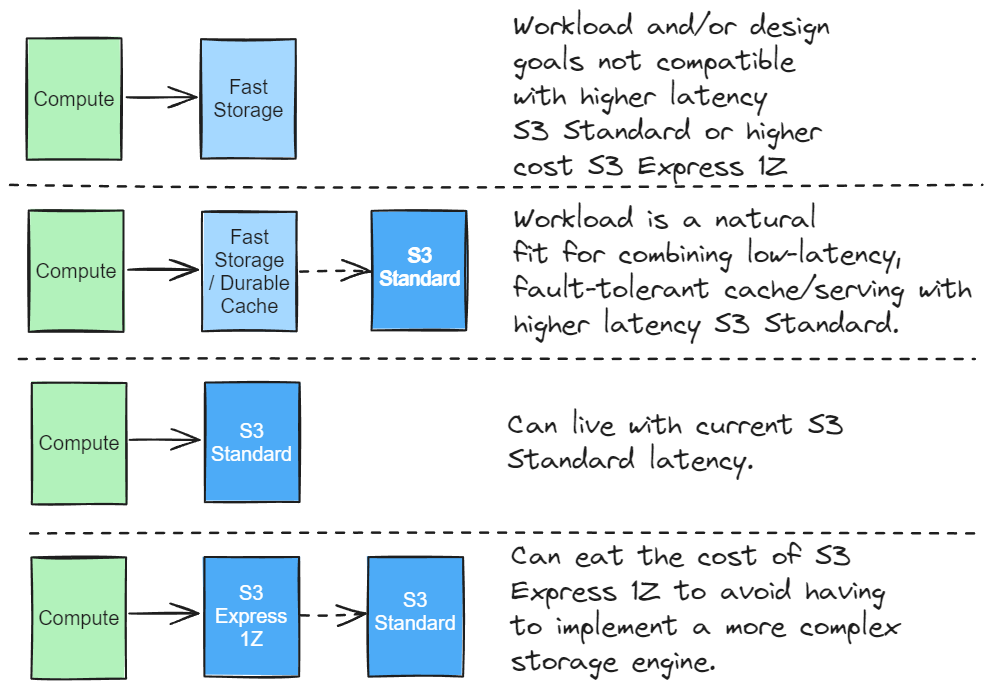 Compute
Fast
Storage
Workload and/or design
goals not compatible
with higher latency
S3 Standard or higher
cost S3 Express 1Z
Compute
Fast
Storage
/ Durable
Cache
S3
Standard
Workload is a natural
fit for combining low-latency,
fault-tolerant cache/serving with
higher latency S3 Standard.
Compute
S3
Standard
Can live with current S3
Standard latency.
Compute
S3
Express
1Z
S3
Standard
Can eat the cost of S3
Express 1Z to avoid having
to implement a more complex
storage engine.